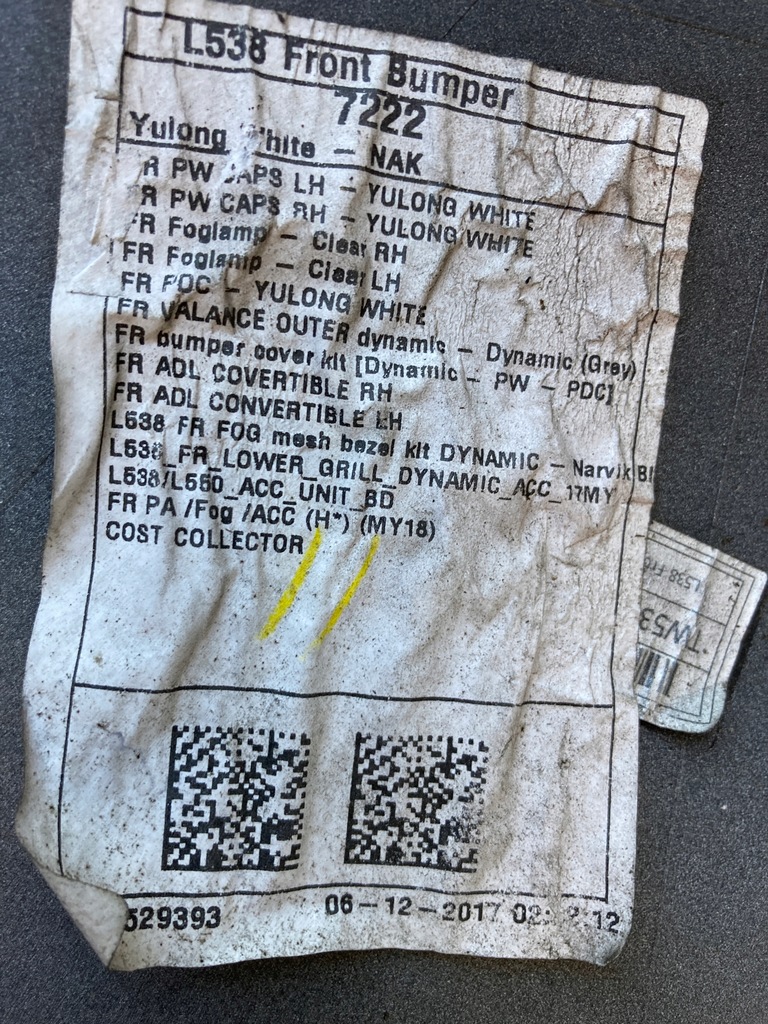 L538 Front Bumper
7222
Yulong hite – NAK
R PW CAPS LH – YULONG WHITE
R PW CAPS RH – YULONG WHITE
FR Foglamp – Clear RH
FR Foglamp – Clear LH
FR PDC – YULONG WHITE
FR VALANCE OUTER dynamic – Dynamic (Grey)
FR bumper cover kit [Dynamic – PW – PDC]
FR ADL COVERTIBLE RH
FR ADL CONVERTIBLE LH
L538 FR FOG mesh bezel kit DYNAMIC – Narvik Bl
L538_FR_LOWER_GRILL_DYNAMIC_ACC_17MY
L538/L550_ACC_UNIT_BD
FR PA /Fog /ACC (H*) (MY18)
COST COLLECTOR
529393
06–12–2017
L538 Fr